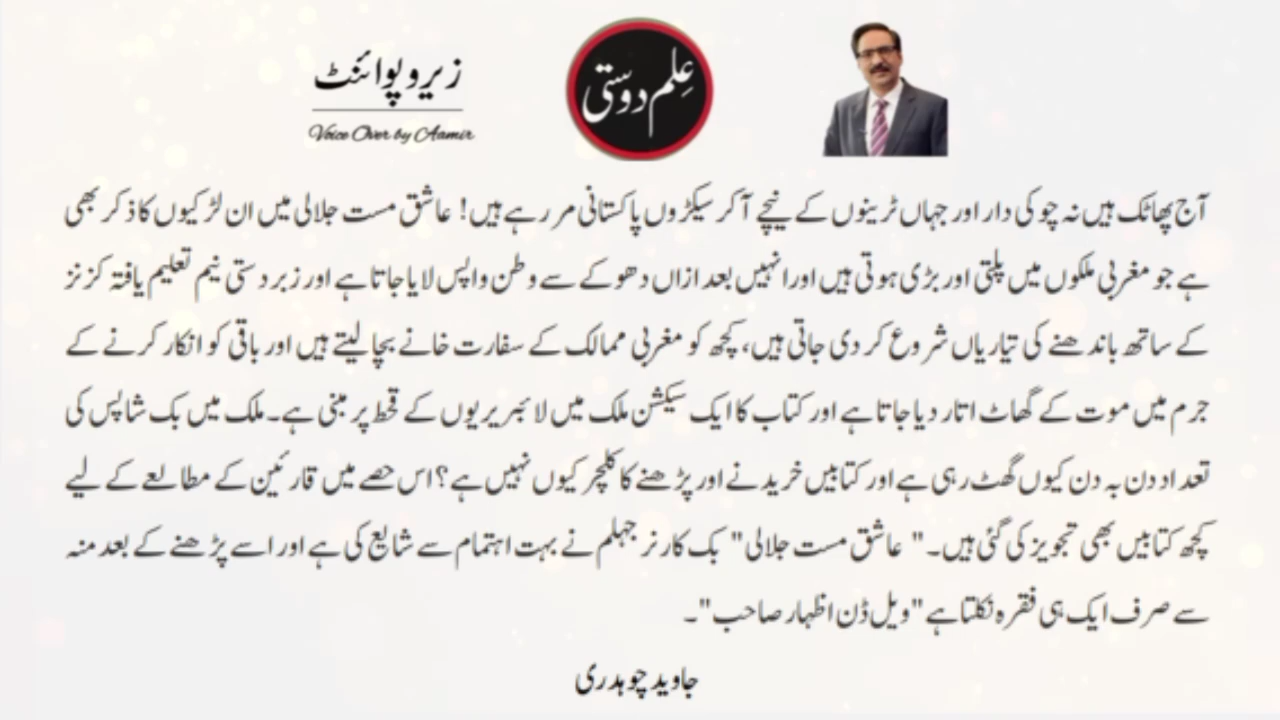 زیرو پوائنٹ
Voice Over by Aamir
عِلم دوستی
آج پھاٹک ہیں نہ چوکی دار اور جہاں ٹرینوں کے نیچے آ کر سیکڑوں پاکستانی مر رہے ہیں! عاشق مست جلالی میں ان لڑکیوں کا ذکر بھی
ہے جو مغربی ملکوں میں پلتی اور بڑی ہوتی ہیں اور انہیں بعد ازاں دھوکے سے وطن واپس لایا جاتا ہے اور زبردستی نیم تعلیم یافتہ کزنز
کے ساتھ باندھنے کی تیاریاں شروع کر دی جاتی ہیں، کچھ کو مغربی ممالک کے سفارت خانے بچا لیتے ہیں اور باقی کو انکار کرنے کے
جرم میں موت کے گھاٹ اتار دیا جاتا ہے اور کتاب کا ایک سیکشن ملک میں لائبریریوں کے قحط پر مبنی ہے۔ ملک میں بک شاپس کی
تعداد دن بہ دن کیوں گھٹ رہی ہے اور کتابیں خریدنے اور پڑھنے کا کلچر کیوں نہیں ہے؟ اس حصے میں قارئین کے مطالعے کے لیے
کچھ کتابیں بھی تجویز کی گئی ہیں۔ "عاشق مست جلالی" بک کارنر جہلم نے بہت اہتمام سے شایع کی ہے اور اسے پڑھنے کے بعد منہ
سے صرف ایک ہی فقرہ نکلتا ہے "ویل ڈن اظہار صاحب"۔
جاوید چوہدری